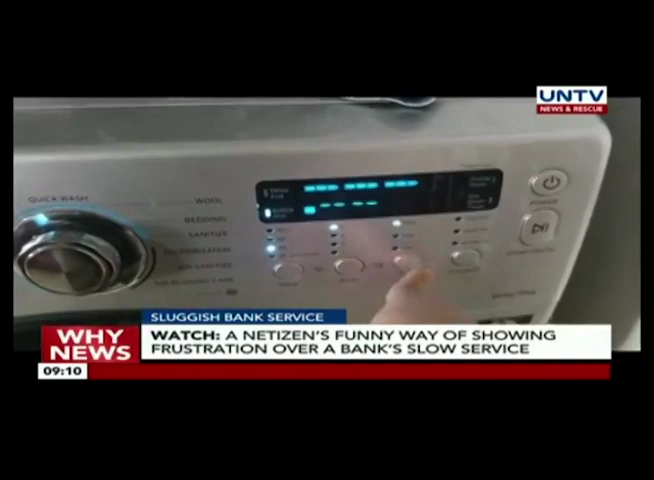 UNTV
NEWS & RESCUE
QUICK WASH
WOOL
BEDDING
SANITIZE
POWER
SLUGGISH BANK SERVICE
WHY
NEWS
WATCH: A NETIZEN'S FUNNY WAY OF SHOWING
FRUSTRATION OVER A BANK'S SLOW SERVICE
09:10